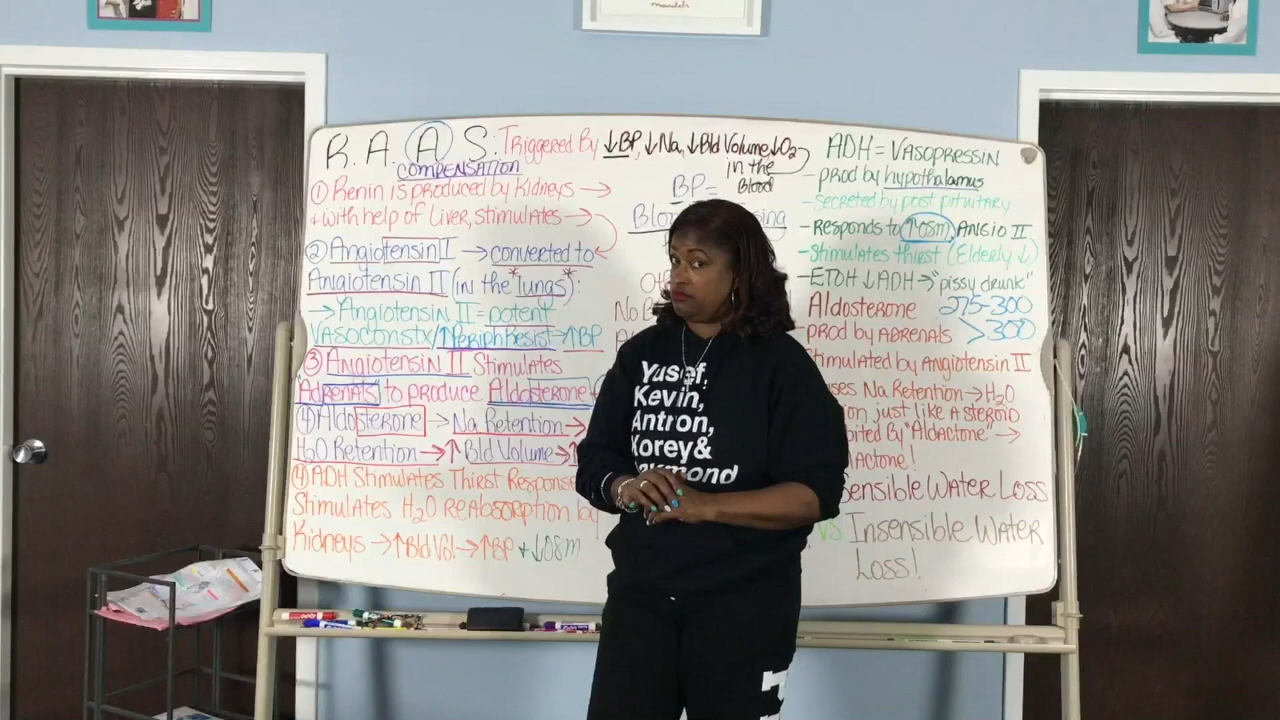 mandela
R. A. A S: Triggered By ↓BP, ↓Na, ↓Bld Volume ↓O2
in the
Blood
COMPENSATION
① Renin is produced by Kidneys →
+ with help of Liver, stimulates →
② Angiotensin I → converted to
Angiotensin II (in the *lungs*):
→ Angiotensin II = potent
VASOCONSTX/↑Periph Resist → ↑BP
③ Angiotensin II Stimulates
Adrenals to produce Aldosterone
④ Aldosterone → Na Retention →
H2O Retention → ↑ Bld Volume → ↑
④ ADH Stimulates Thirst Response
Stimulates H2O reabsorption by
Kidneys → ↑Bld Vol → ↑BP + ↓osm
BP =
ADH = VASOPRESSIN
- prod by hypothalamus
- secreted by post pituitary
- Responds to ↑osm, ANGIO II
- Stimulates thirst (Elderly ↓)
- ETOH ↓ADH → "pissy drunk"
Aldosterone 275-300
- prod by ADRENALS >300
Stimulated by Angiotensin II
Na Retention → H2O
just like a steroid
By "Aldactone" →
Sensible Water Loss
VS Insensible Water
Loss!
Yusef,
Kevin,
Antron,
Korey&
EXPO